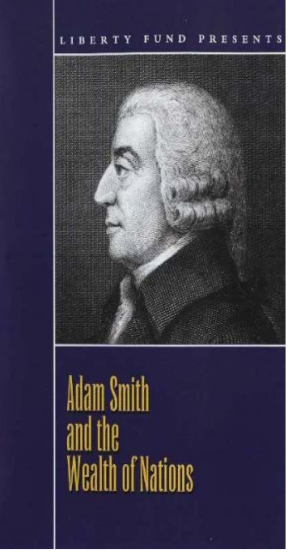 LIBERTY FUND PRESENTS
Adam Smith
and the
Wealth of Nations